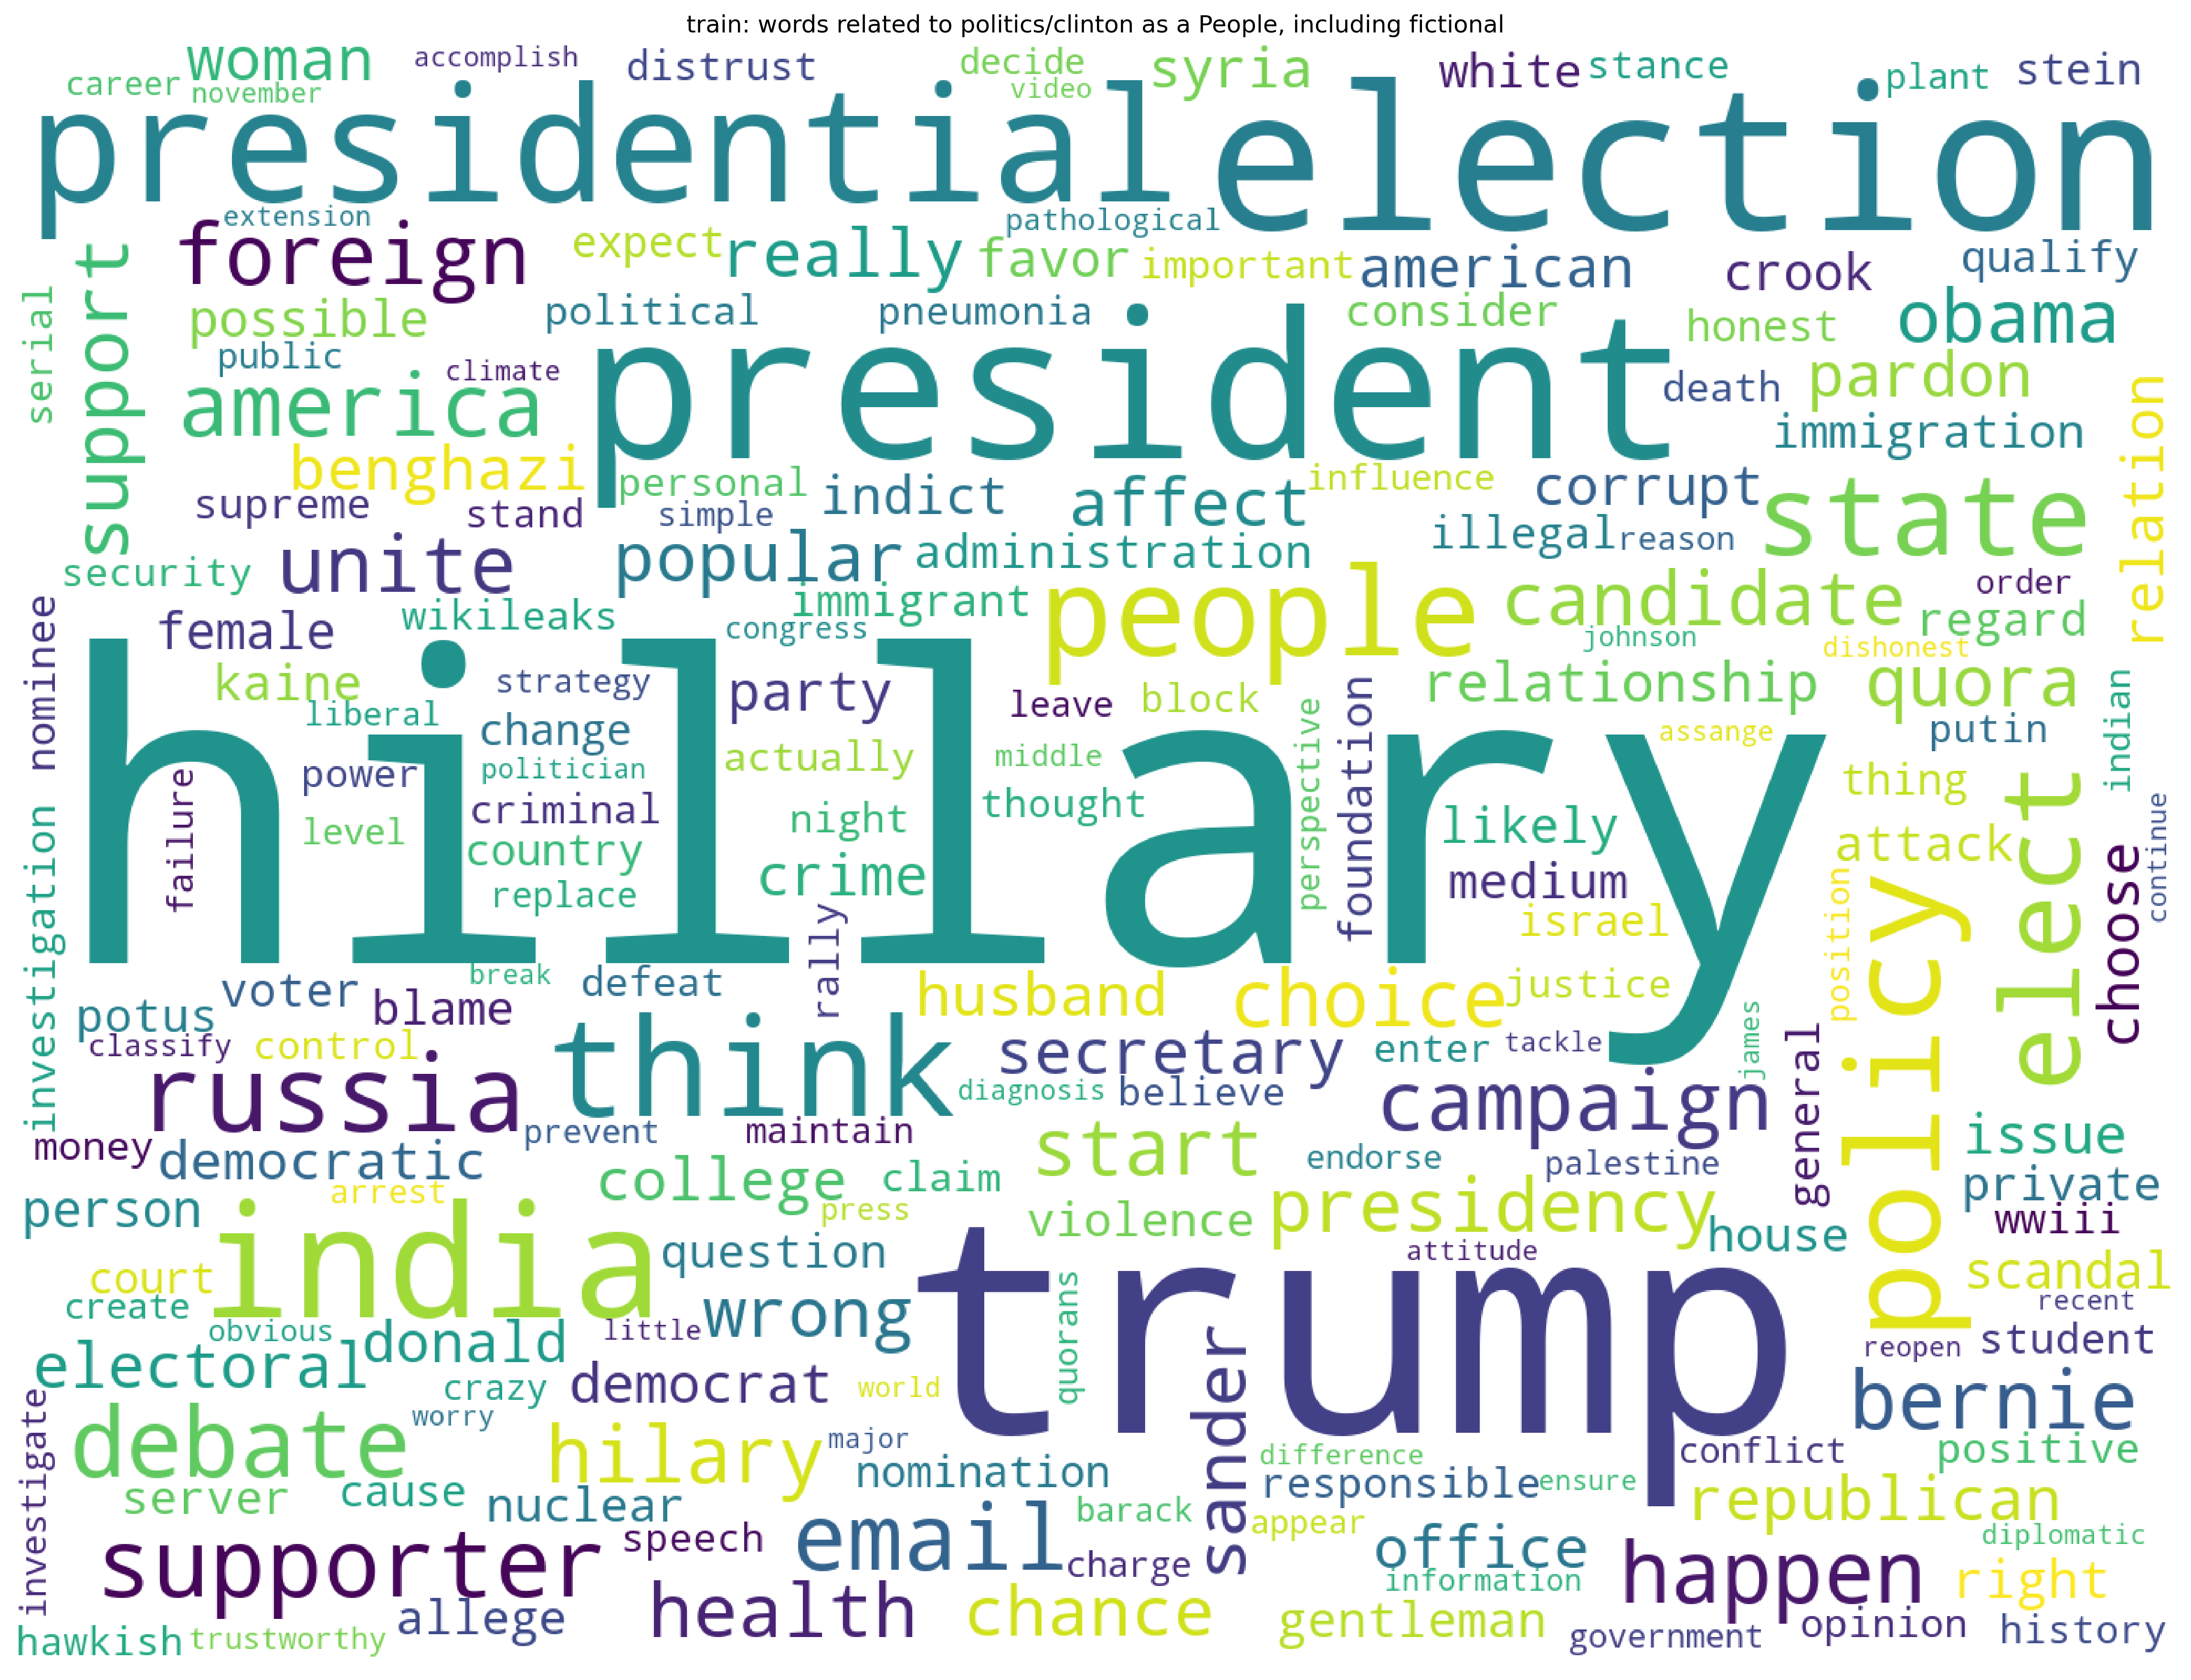 train: words related to politics/clinton as a People, including fictional
woman accomplish distrust decide syria white stance plant stein
career november video
presidential election
extension pathological
foreign expect really favor important american crook qualify
support
serial possible political pneumonia consider honest obama
public climate
america president death pardon
immigration relation
benghazi personal indict affect influence corrupt state
supreme stand simple
security unite popular administration illegal reason
order
nominee female wikileaks immigrant people candidate regard
congress johnson dishonest
kaine strategy party leave block relationship quora
liberal change foundation perspective assange putin indian
hillary
failure power politician actually middle thing
criminal night thought likely attack elect
level country crime medium choose continue
replace rally israel position
investigation
voter break defeat husband choice justice policy
potus blame
classify control think secretary enter tackle james general
russia diagnosis believe campaign
money democratic prevent maintain start endorse palestine issue
person arrest college claim presidency private
india press violence house wwiii
court question attitude scandal
create obvious donald little wrong trump quorans recent
electoral reopen student
crazy democrat world sander
investigate debate worry hilary major bernie
difference conflict positive
server cause nuclear nomination responsible ensure republican
supporter speech email barack appear office diplomatic
charge information happen right
hawkish trustworthy allege health chance gentleman government opinion history